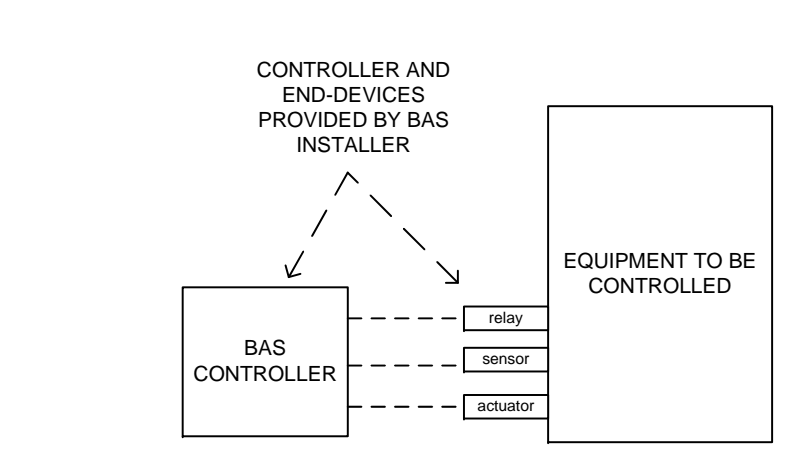 CONTROLLER AND
END-DEVICES
PROVIDED BY BAS
INSTALLER
EQUIPMENT TO BE
CONTROLLED
BAS
CONTROLLER
relay
sensor
actuator